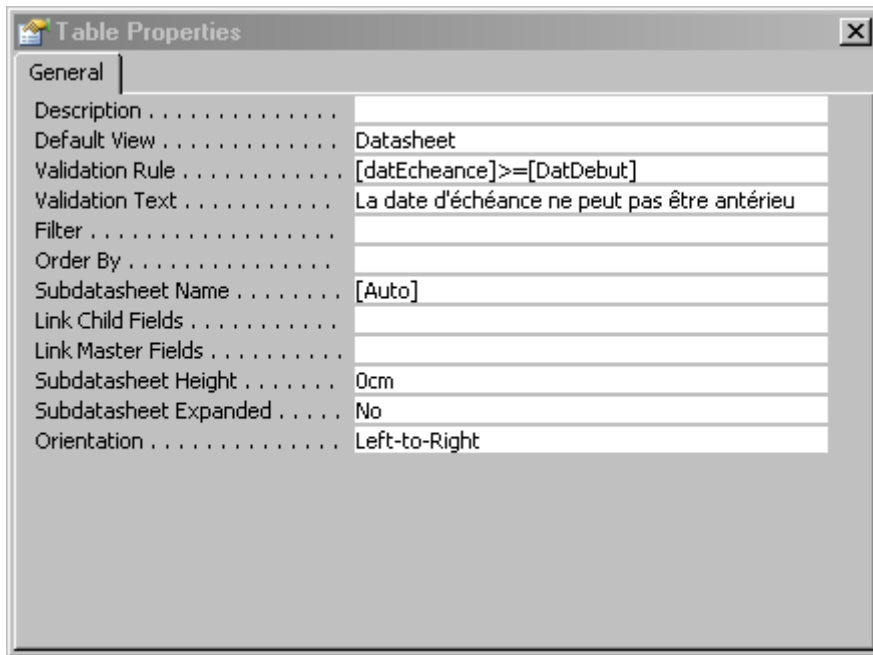 Table Properties
General
Description . . . . . . . . . . . . . .
Default View . . . . . . . . . . . . . Datasheet
Validation Rule . . . . . . . . . . . . [datEcheance]>=[DatDebut]
Validation Text . . . . . . . . . . . La date d'échéance ne peut pas être antérieu
Filter . . . . . . . . . . . . . . . . . .
Order By . . . . . . . . . . . . . . .
Subdatasheet Name . . . . . . . . [Auto]
Link Child Fields . . . . . . . . . . .
Link Master Fields . . . . . . . . . .
Subdatasheet Height . . . . . . . 0cm
Subdatasheet Expanded . . . . . No
Orientation . . . . . . . . . . . . . . Left-to-Right